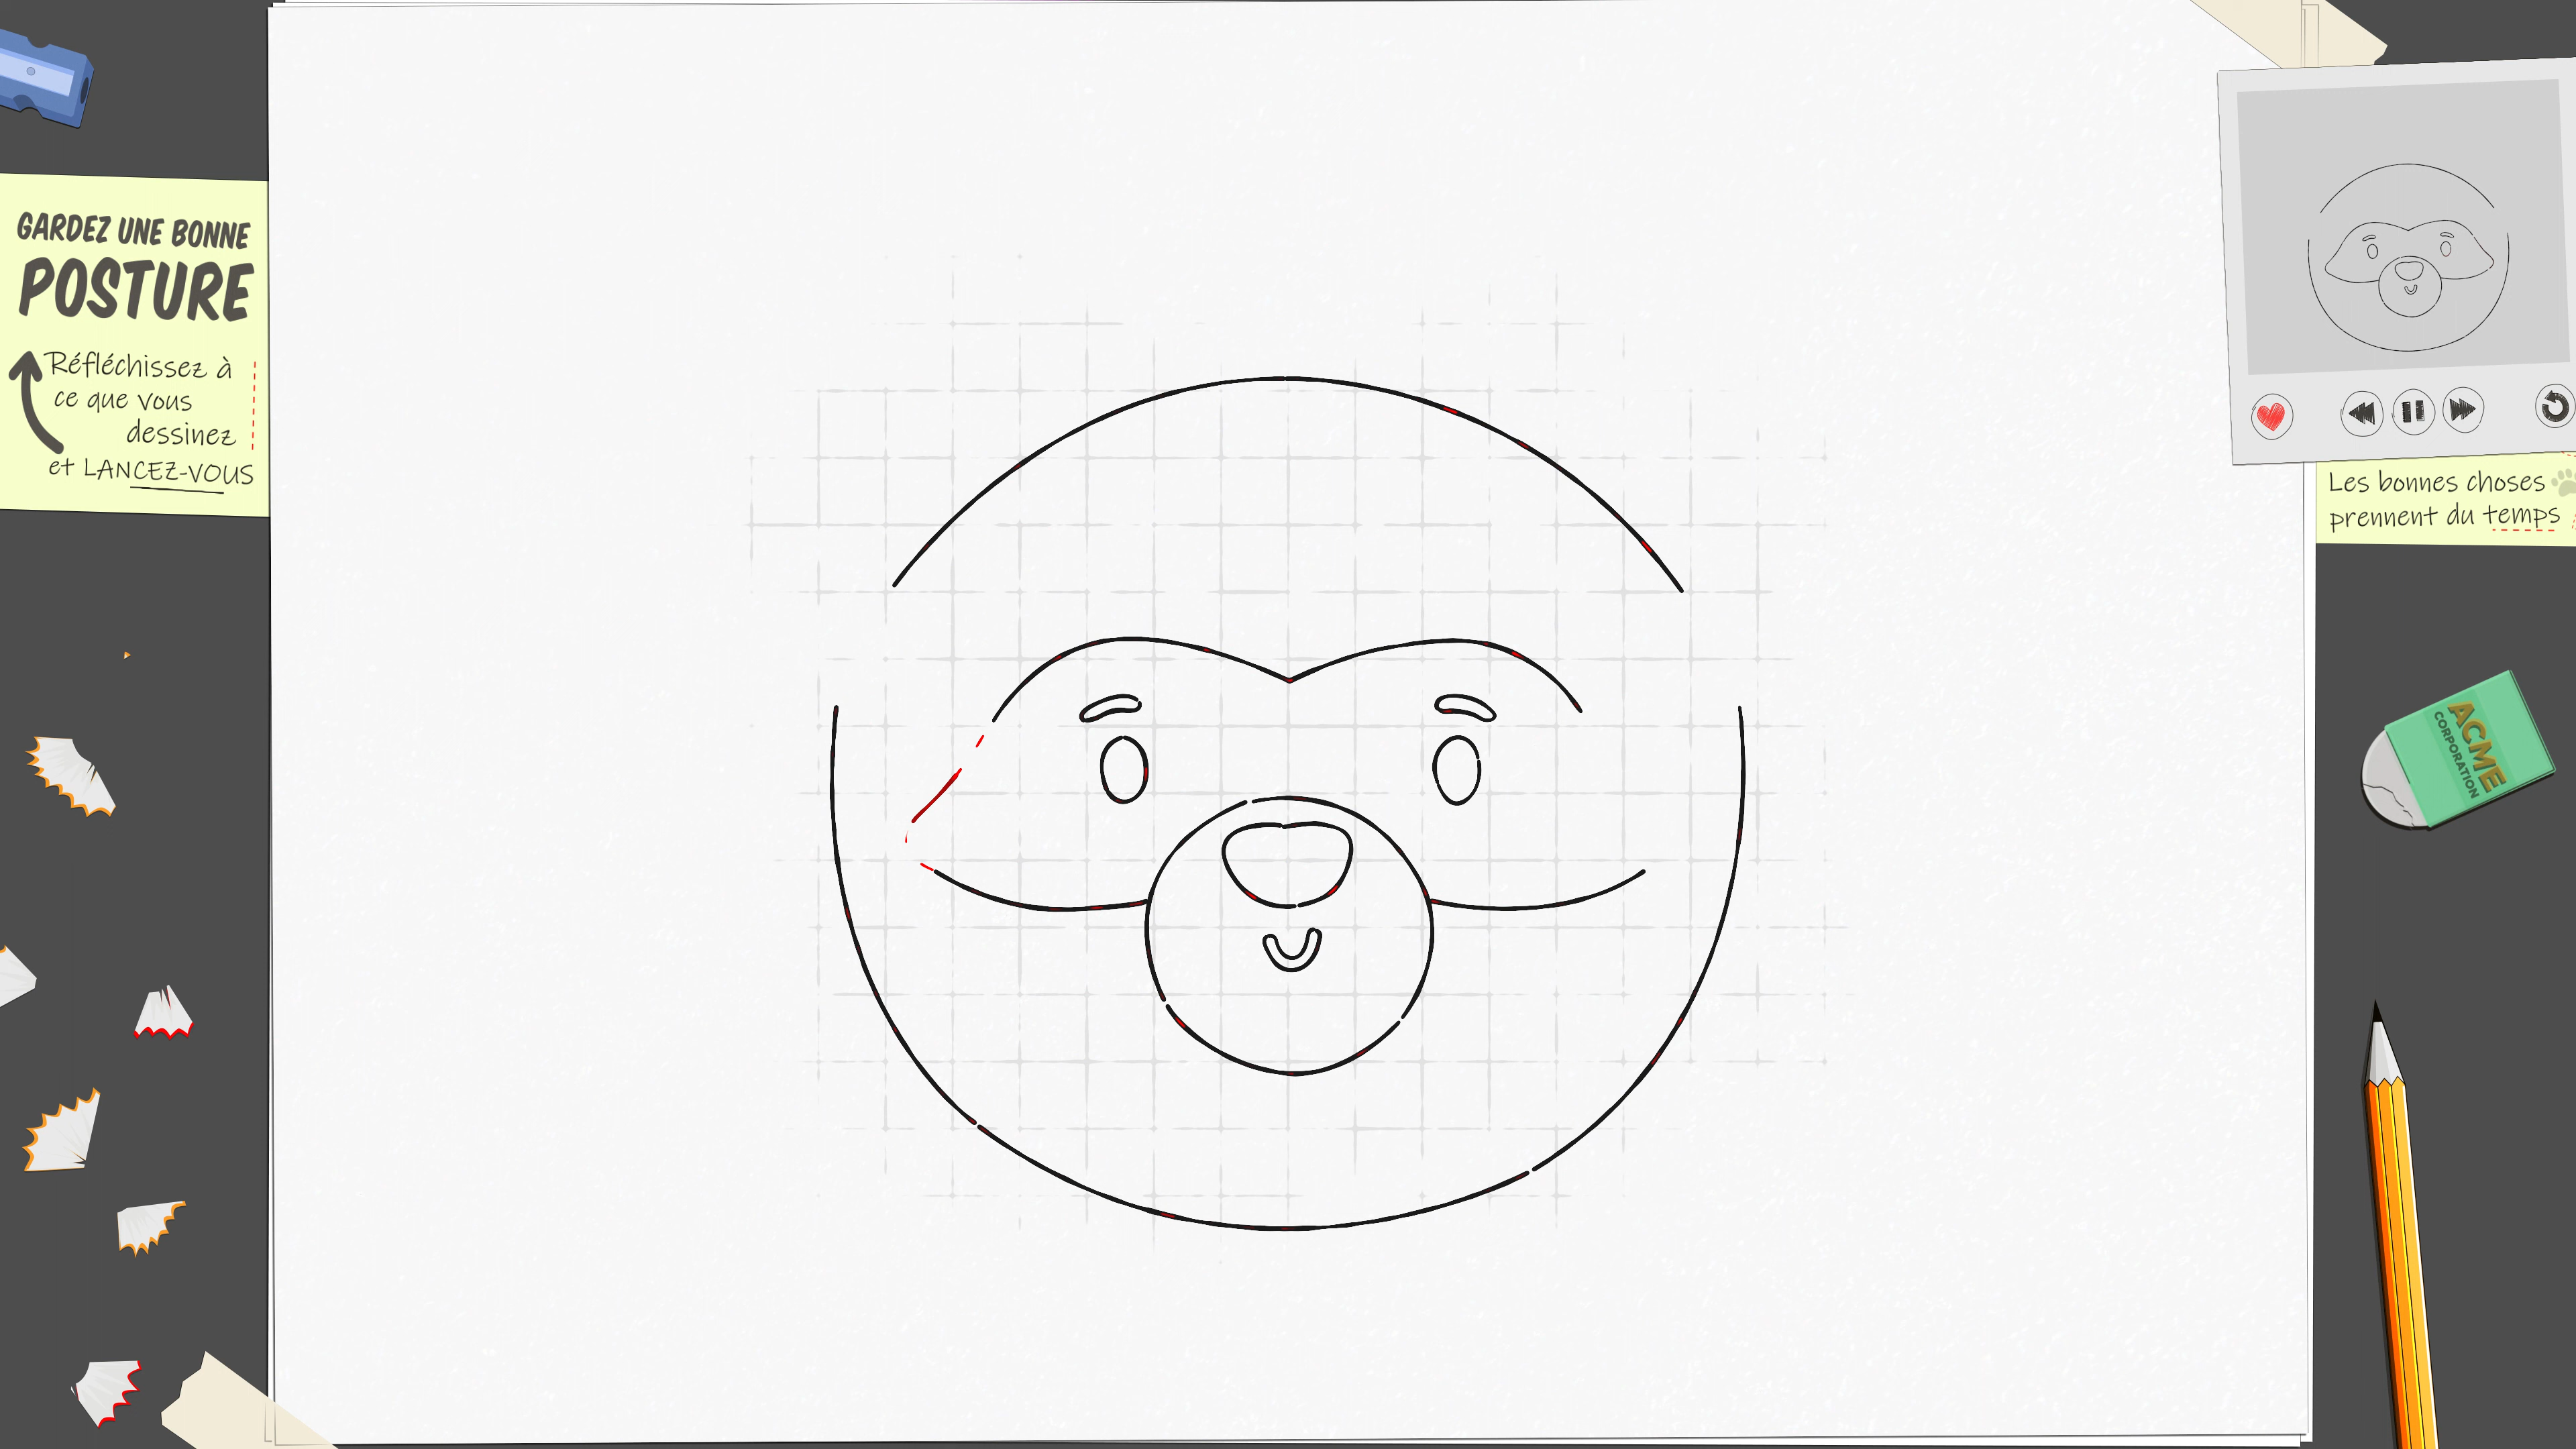 GARDEZ UNE BONNE
POSTURE
Réfléchissez à
ce que vous
dessinez
et LANCEZ-VOUS
Les bonnes choses
prennent du temps
ACME
CORPORATION